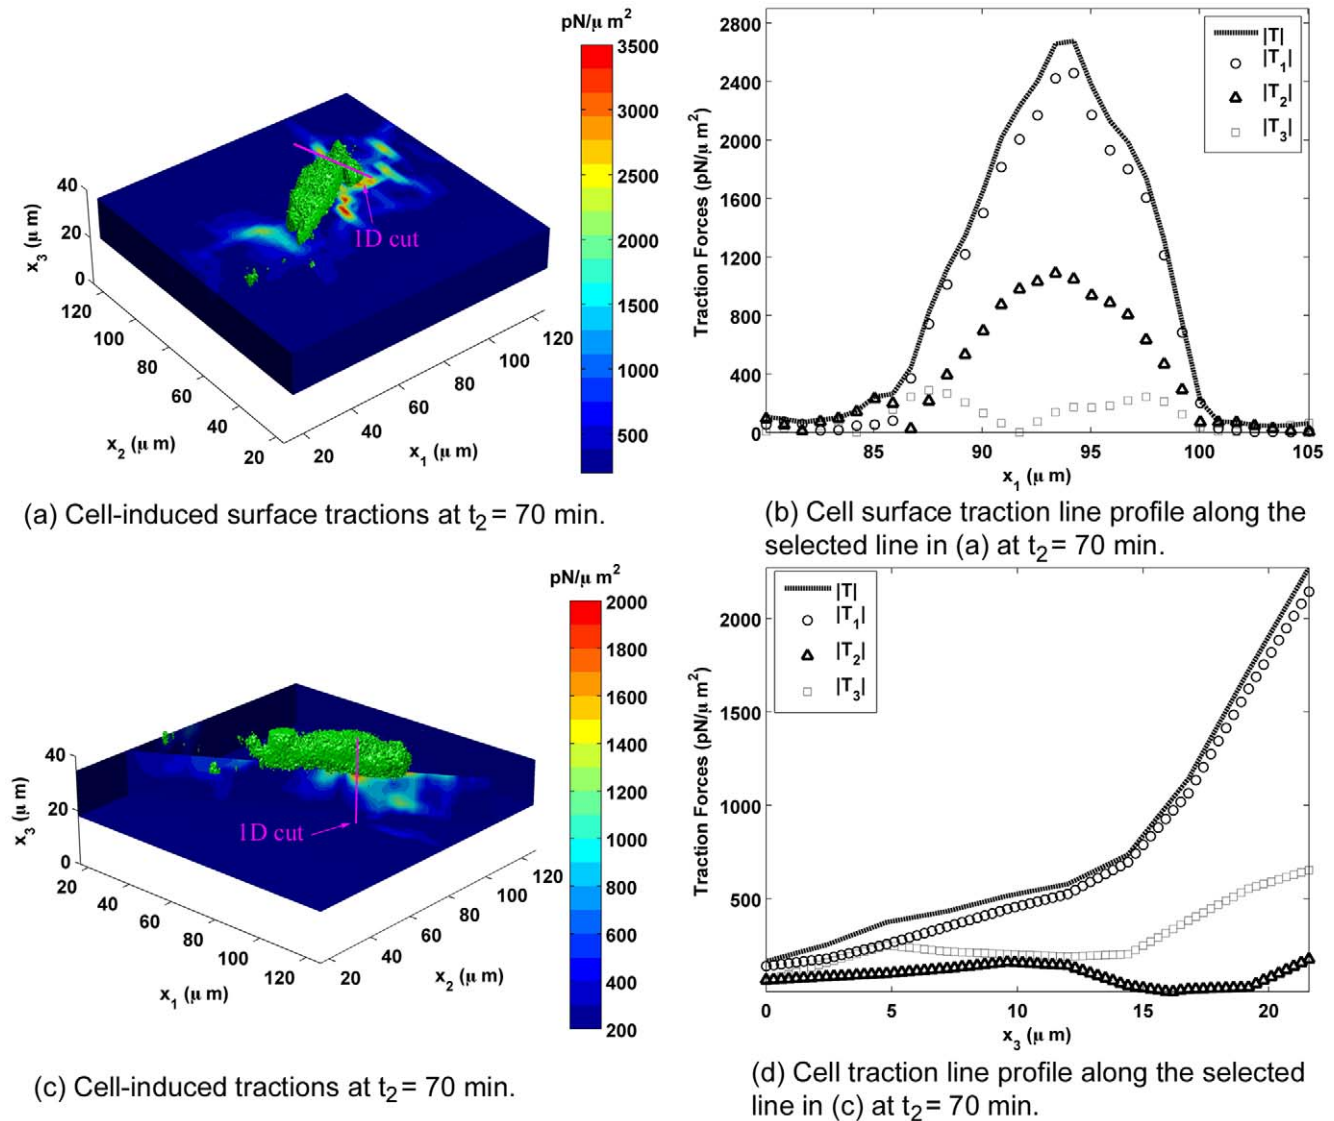 pN/μ m²
3500
3000
2500
2000
1500
1000
500
1D cut
x₃ (μ m)
40
20
0
120
100
80
60
40
20
x₂ (μ m)
20
40
60
80
100
120
x₁ (μ m)
(a) Cell-induced surface tractions at t₂ = 70 min.
Traction Forces (pN/μ m²)
2800
2400
2000
1600
1200
800
400
0
85
90
95
100
105
x₁ (μ m)
|T|
|T₁|
|T₂|
|T₃|
(b) Cell surface traction line profile along the
selected line in (a) at t₂ = 70 min.
pN/μ m²
2000
1800
1600
1400
1200
1000
800
600
400
200
1D cut
x₃ (μ m)
40
20
0
20
40
60
80
100
120
x₁ (μ m)
20
40
60
80
100
120
x₂ (μ m)
(c) Cell-induced tractions at t₂ = 70 min.
Traction Forces (pN/μ m²)
2000
1500
1000
500
0
5
10
15
20
x₃ (μ m)
|T|
|T₁|
|T₂|
|T₃|
(d) Cell traction line profile along the selected
line in (c) at t₂ = 70 min.